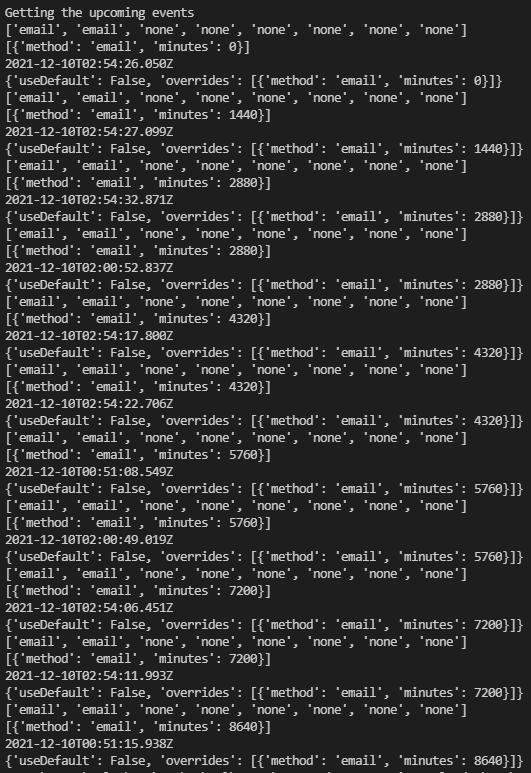 Getting the upcoming events
['email', 'email', 'none', 'none', 'none', 'none', 'none', 'none']
[{'method': 'email', 'minutes': 0}]
2021-12-10T02:54:26.050Z
{'useDefault': False, 'overrides': [{'method': 'email', 'minutes': 0}]}
['email', 'email', 'none', 'none', 'none', 'none', 'none', 'none']
[{'method': 'email', 'minutes': 1440}]
2021-12-10T02:54:27.099Z
{'useDefault': False, 'overrides': [{'method': 'email', 'minutes': 1440}]}
['email', 'email', 'none', 'none', 'none', 'none', 'none', 'none']
[{'method': 'email', 'minutes': 2880}]
2021-12-10T02:54:32.871Z
{'useDefault': False, 'overrides': [{'method': 'email', 'minutes': 2880}]}
['email', 'email', 'none', 'none', 'none', 'none', 'none', 'none']
[{'method': 'email', 'minutes': 2880}]
2021-12-10T02:00:52.837Z
{'useDefault': False, 'overrides': [{'method': 'email', 'minutes': 2880}]}
['email', 'email', 'none', 'none', 'none', 'none', 'none', 'none']
[{'method': 'email', 'minutes': 4320}]
2021-12-10T02:54:17.800Z
{'useDefault': False, 'overrides': [{'method': 'email', 'minutes': 4320}]}
['email', 'email', 'none', 'none', 'none', 'none', 'none', 'none']
[{'method': 'email', 'minutes': 4320}]
2021-12-10T02:54:22.706Z
{'useDefault': False, 'overrides': [{'method': 'email', 'minutes': 4320}]}
['email', 'email', 'none', 'none', 'none', 'none', 'none', 'none']
[{'method': 'email', 'minutes': 5760}]
2021-12-10T00:51:08.549Z
{'useDefault': False, 'overrides': [{'method': 'email', 'minutes': 5760}]}
['email', 'email', 'none', 'none', 'none', 'none', 'none', 'none']
[{'method': 'email', 'minutes': 5760}]
2021-12-10T02:00:49.019Z
{'useDefault': False, 'overrides': [{'method': 'email', 'minutes': 5760}]}
['email', 'email', 'none', 'none', 'none', 'none', 'none', 'none']
[{'method': 'email', 'minutes': 7200}]
2021-12-10T02:54:06.451Z
{'useDefault': False, 'overrides': [{'method': 'email', 'minutes': 7200}]}
['email', 'email', 'none', 'none', 'none', 'none', 'none', 'none']
[{'method': 'email', 'minutes': 7200}]
2021-12-10T02:54:11.993Z
{'useDefault': False, 'overrides': [{'method': 'email', 'minutes': 7200}]}
['email', 'email', 'none', 'none', 'none', 'none', 'none', 'none']
[{'method': 'email', 'minutes': 8640}]
2021-12-10T00:51:15.938Z
{'useDefault': False, 'overrides': [{'method': 'email', 'minutes': 8640}]